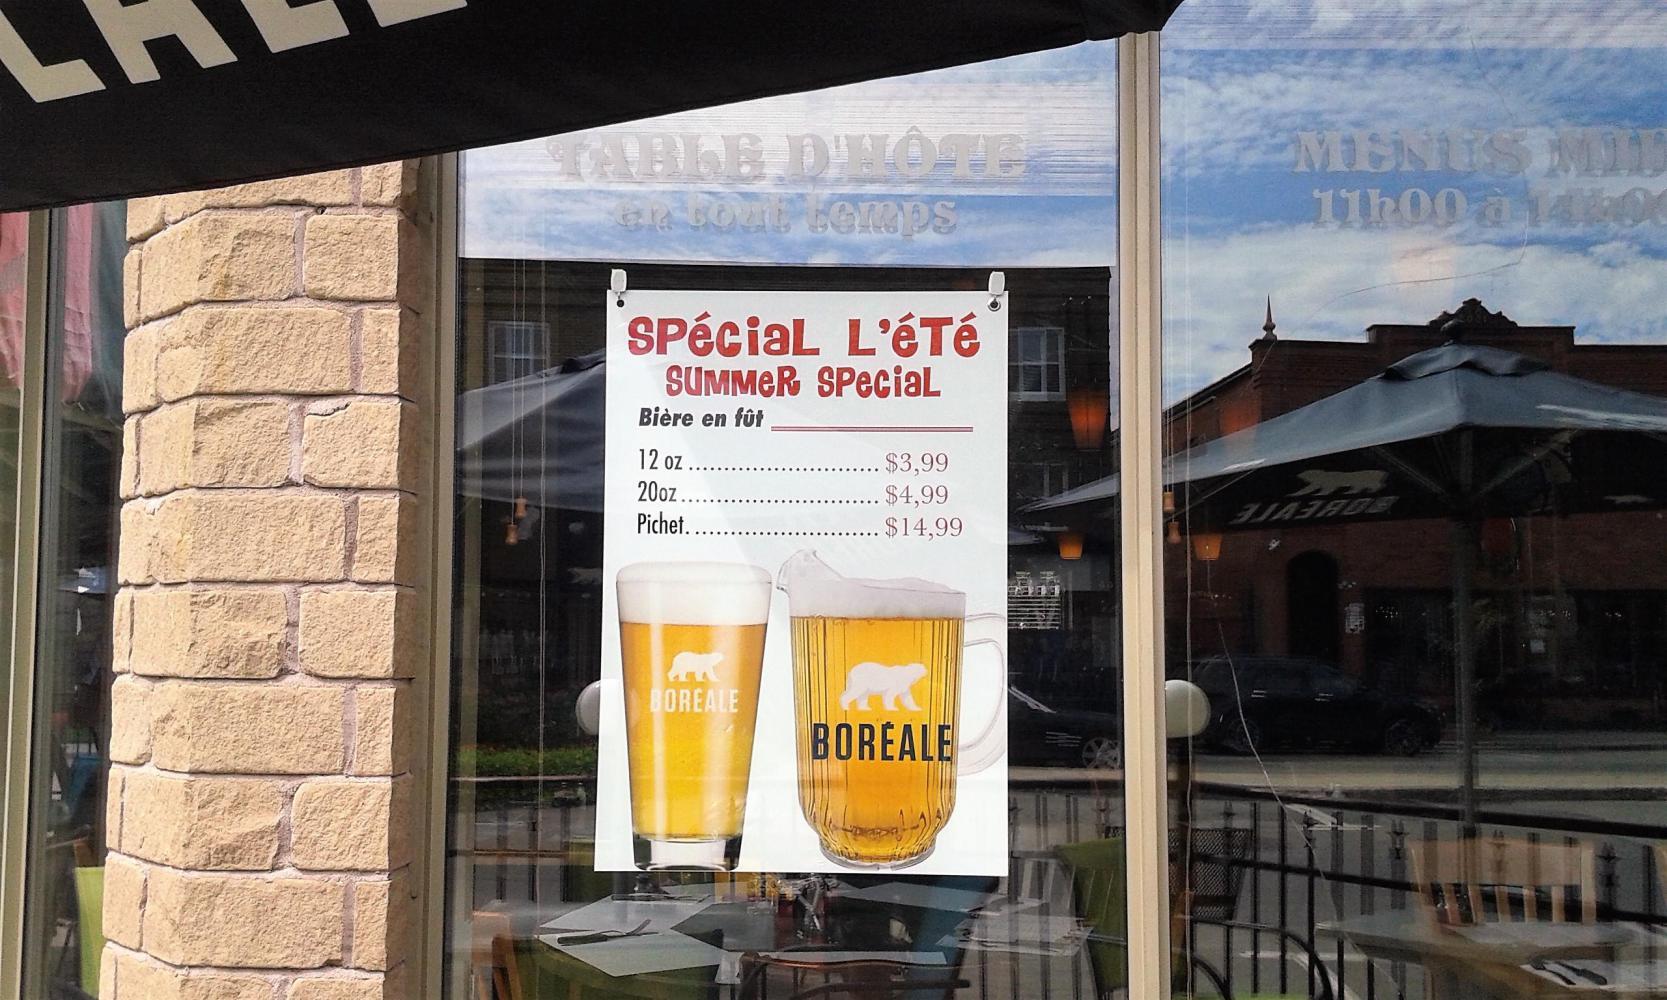 TABLE D'HÔTE
en tout temps
MENUS
11h00 à
SPÉCIAL L'ÉTÉ
SUMMER SPECIAL
Bière en fût
12 oz ........................... $3,99
20oz ............................ $4,99
Pichet. .......................... $14,99
BORÉALE
BORÉALE
BORÉALE